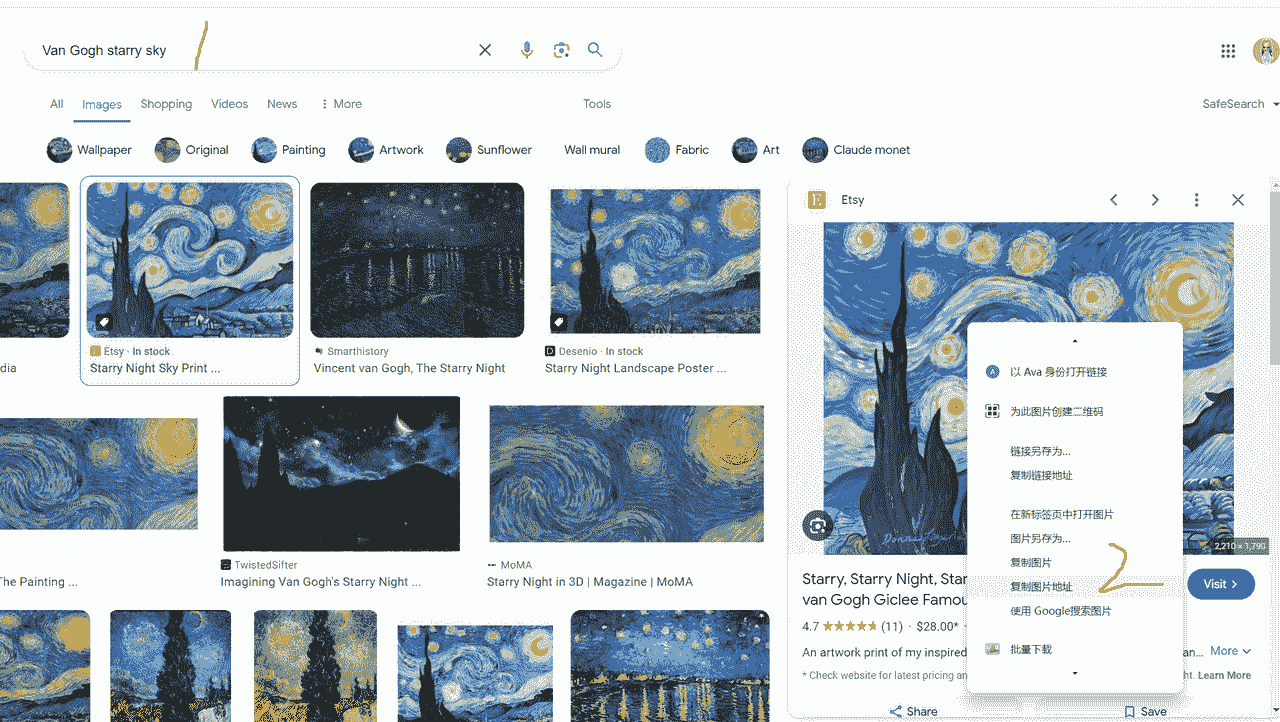 Van Gogh starry sky
1
All Images Shopping Videos News More Tools SafeSearch
Wallpaper Original Painting Artwork Sunflower Wall mural Fabric Art Claude monet
dia
Etsy · In stock
Starry Night Sky Print ...
Smarthistory
Vincent van Gogh, The Starry Night
Desenio · In stock
Starry Night Landscape Poster ...
The Painting ...
TwistedSifter
Imagining Van Gogh's Starry Night ...
MoMA
Starry Night in 3D | Magazine | MoMA
E Etsy
2,210 × 1,790
Starry, Starry Night, Star
van Gogh Giclee Famou
Visit
4.7 (11) · $28.00*
An artwork print of my inspired
an... More
* Check website for latest pricing an
ht. Learn More
Share Save
A 以 Ava 身份打开链接
为此图片创建二维码
链接另存为...
复制链接地址
在新标签页中打开图片
图片另存为...
复制图片
复制图片地址
2
使用 Google搜索图片
批量下载